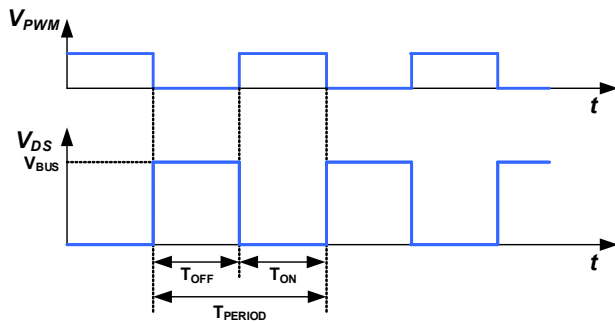 V_PWM
t
V_DS
V_BUS
t
T_OFF T_ON
T_PERIOD